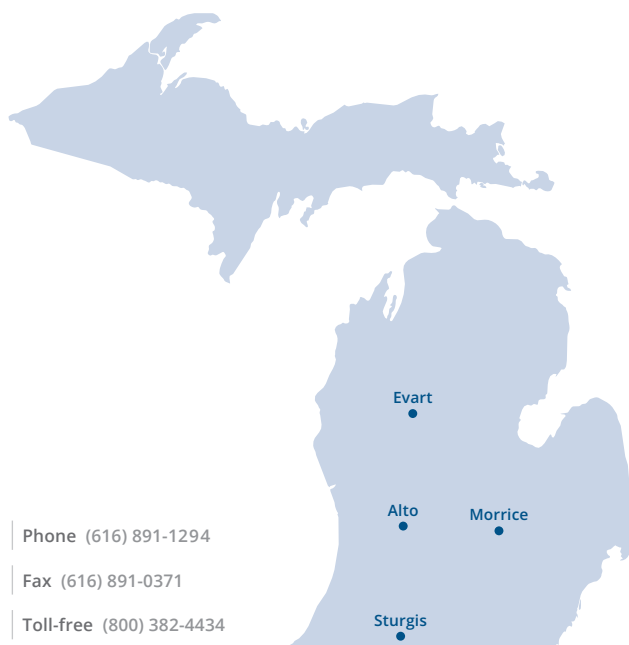 Evart
Alto
Morrice
Phone (616) 891-1294
Fax (616) 891-0371
Toll-free (800) 382-4434
Sturgis